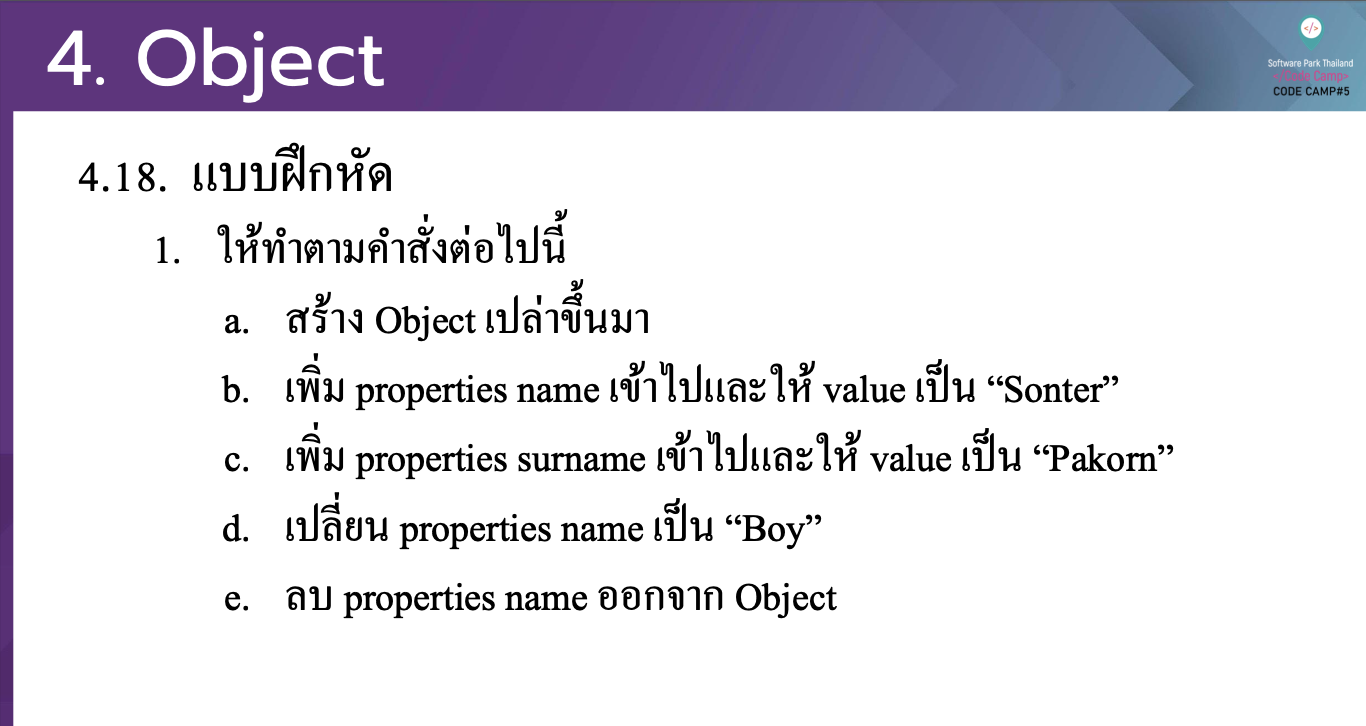 4. Object
Software Park Thailand
</Code Camp>
CODE CAMP#5
4.18. แบบฝึกหัด
1. ให้ทำตามคำสั่งต่อไปนี้
a. สร้าง Object เปล่าขึ้นมา
b. เพิ่ม properties name เข้าไปและให้ value เป็น “Sonter”
c. เพิ่ม properties surname เข้าไปและให้ value เป็น “Pakorn”
d. เปลี่ยน properties name เป็น “Boy”
e. ลบ properties name ออกจาก Object